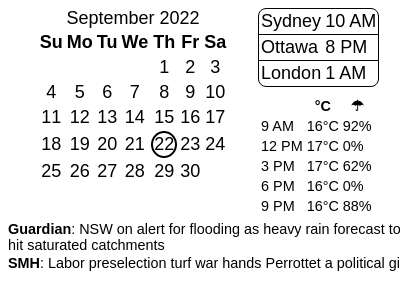 September 2022
Su Mo Tu We Th Fr Sa
1 2 3
4 5 6 7 8 9 10
11 12 13 14 15 16 17
18 19 20 21 22 23 24
25 26 27 28 29 30
Sydney 10 AM
Ottawa 8 PM
London 1 AM
°C ☂
9 AM 16°C 92%
12 PM 17°C 0%
3 PM 17°C 62%
6 PM 16°C 0%
9 PM 16°C 88%
Guardian: NSW on alert for flooding as heavy rain forecast to
hit saturated catchments
SMH: Labor preselection turf war hands Perrottet a political gi